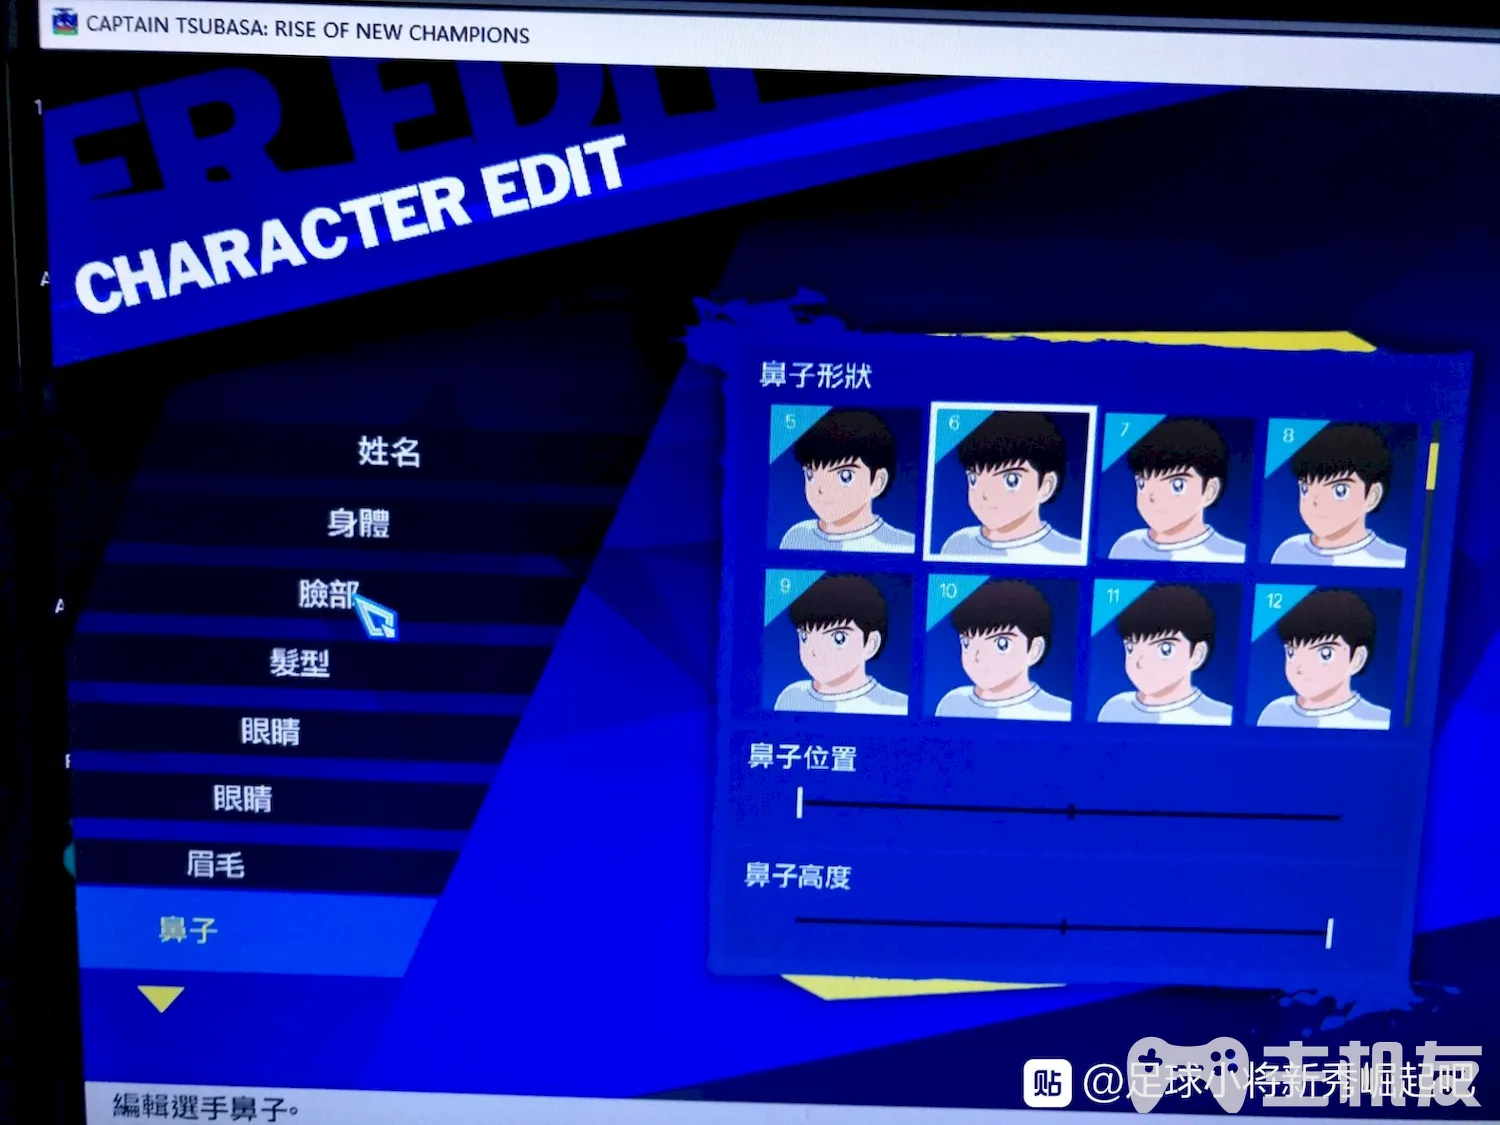 CAPTAIN TSUBASA: RISE OF NEW CHAMPIONS
ER EDIT
CHARACTER EDIT
姓名
身體
臉部
髮型
眼睛
眼睛
眉毛
鼻子
鼻子形狀
5
6
7
8
9
10
11
12
鼻子位置
鼻子高度
編輯選手鼻子。
贴 @足球小将新秀崛起吧
主机友